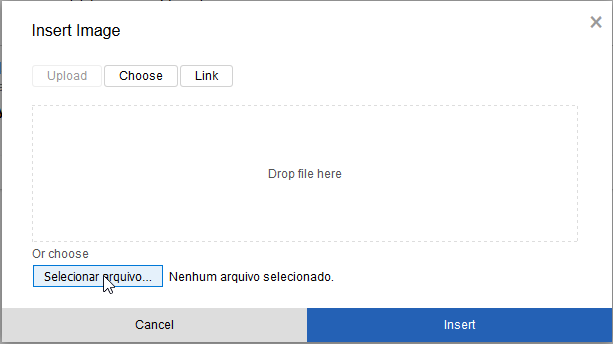 Insert Image
×
Upload Choose Link
Drop file here
Or choose
Selecionar arquivo... Nenhum arquivo selecionado.
Cancel Insert